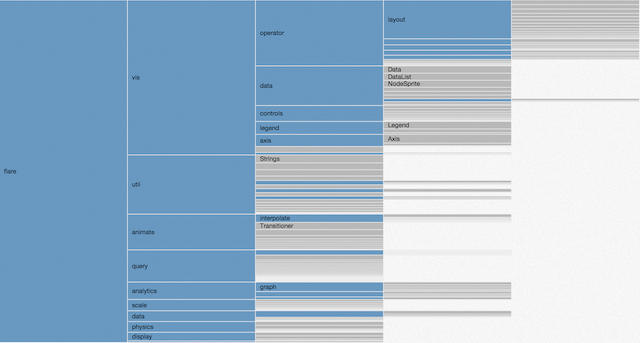 flare
vis
util
animate
query
analytics
scale
data
physics
display
operator
data
controls
legend
axis
Strings
interpolate
Transitioner
graph
layout
Data
DataList
NodeSprite
Legend
Axis